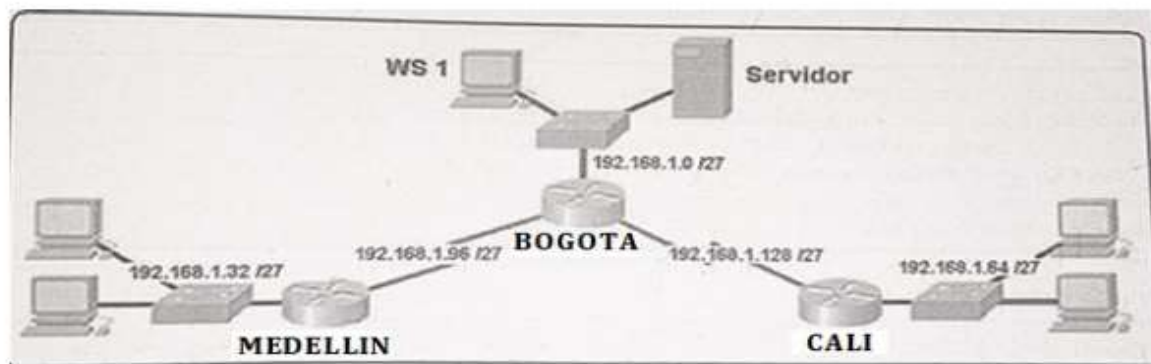 WS 1
Servidor
192.168.1.0 /27
BOGOTA
192.168.1.96 /27
192.168.1.128 /27
192.168.1.32 /27
192.168.1.64 /27
MEDELLIN
CALI